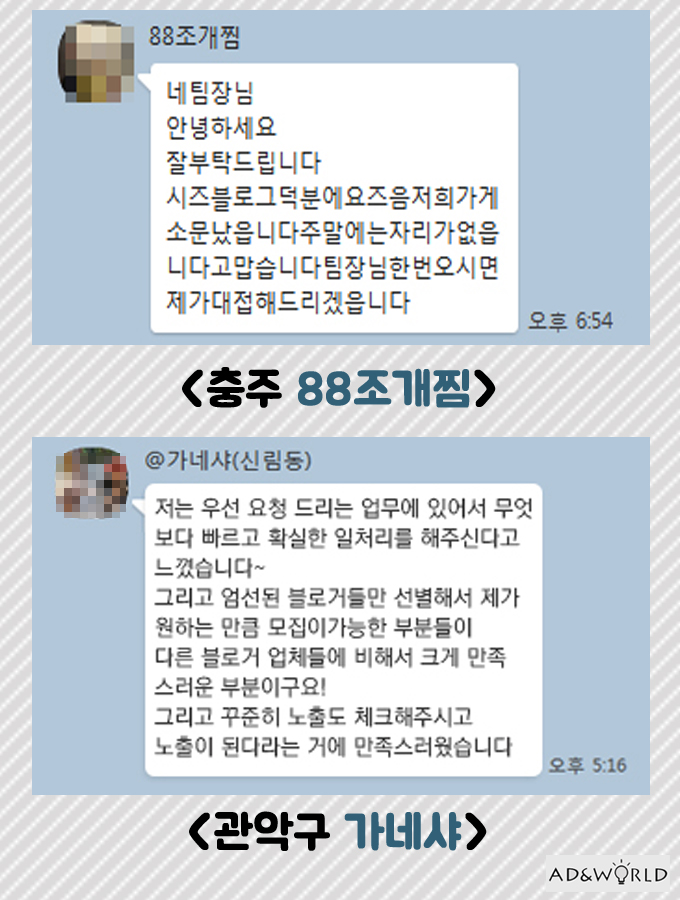 88조개찜
네팀장님
안녕하세요
잘부탁드립니다
시즈블로그덕분에요즈음저희가게
소문났읍니다주말에는자리가없읍
니다고맙습니다팀장님한번오시면
제가대접해드리겠읍니다
오후 6:54
<충주 88조개찜>
@가네샤(신림동)
저는 우선 요청 드리는 업무에 있어서 무엇
보다 빠르고 확실한 일처리를 해주신다고
느꼈습니다~
그리고 엄선된 블로거들만 선별해서 제가
원하는 만큼 모집이가능한 부분들이
다른 블로거 업체들에 비해서 크게 만족
스러운 부분이구요!
그리고 꾸준히 노출도 체크해주시고
노출이 된다라는 거에 만족스러웠습니다
오후 5:16
<관악구 가네샤>
AD&WORLD